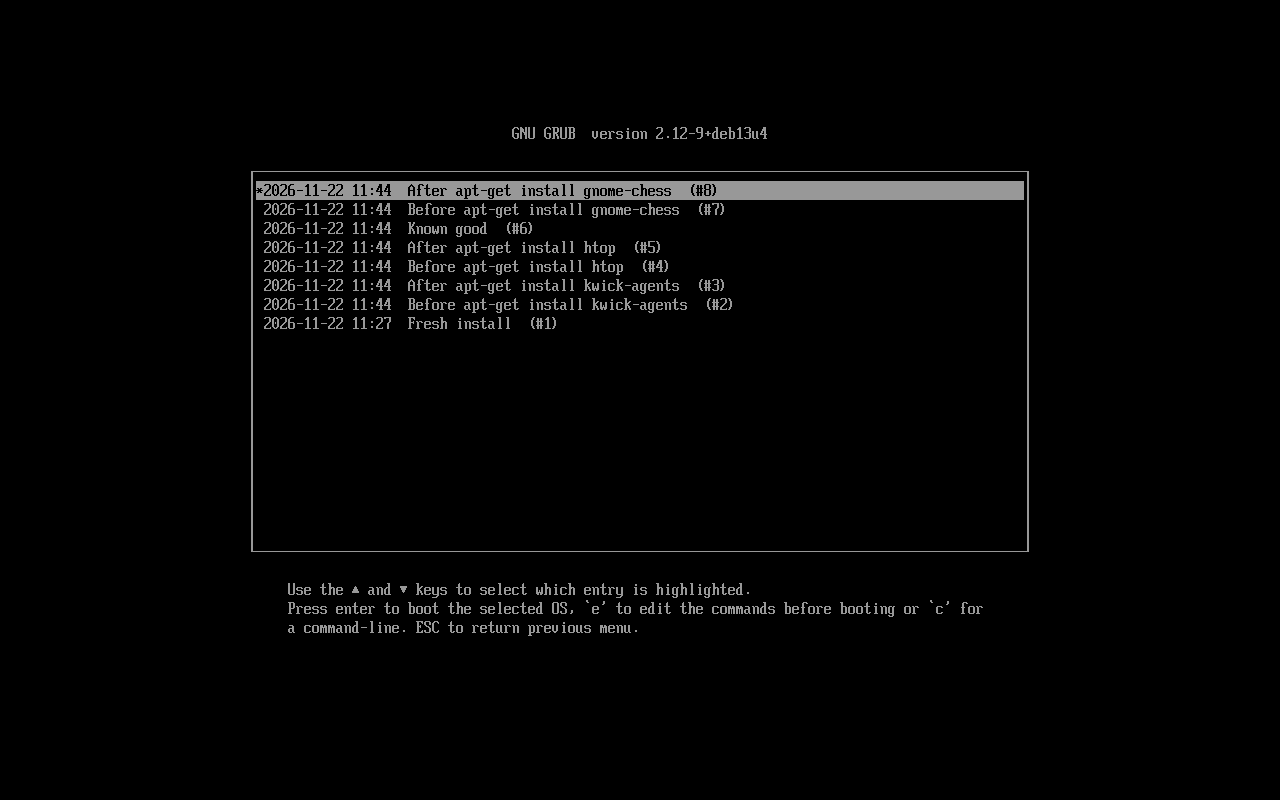 GNU GRUB  version 2.12-9+deb13u4
*2026-11-22 11:44  After apt-get install gnome-chess  (#8)
2026-11-22 11:44  Before apt-get install gnome-chess  (#7)
2026-11-22 11:44  Known good  (#6)
2026-11-22 11:44  After apt-get install htop  (#5)
2026-11-22 11:44  Before apt-get install htop  (#4)
2026-11-22 11:44  After apt-get install kwick-agents  (#3)
2026-11-22 11:44  Before apt-get install kwick-agents  (#2)
2026-11-22 11:27  Fresh install  (#1)
Use the ▲ and ▼ keys to select which entry is highlighted.
Press enter to boot the selected OS, `e' to edit the commands before booting or `c' for
a command-line. ESC to return previous menu.